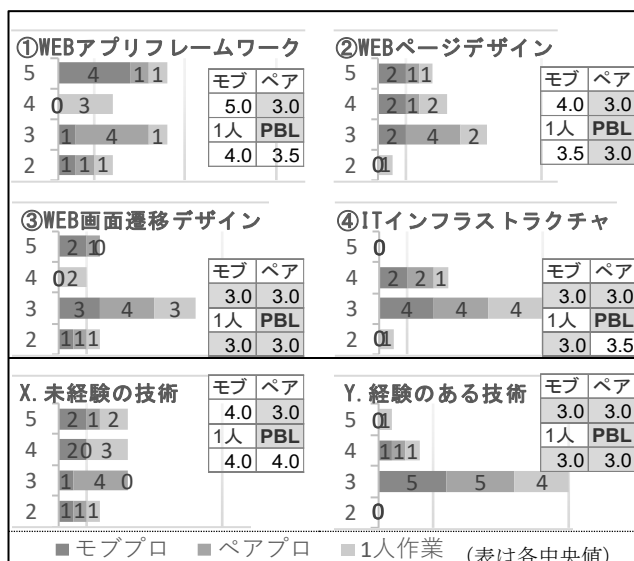 ①WEBアプリフレームワーク
5 4 1 1
4 0 3
3 1 4 1
2 1 1 1
モブ ペア
5.0 3.0
1人 PBL
4.0 3.5
②WEBページデザイン
5 2 1 1
4 2 1 2
3 2 4 2
2 0 1
モブ ペア
4.0 3.0
1人 PBL
3.5 3.0
③WEB画面遷移デザイン
5 2 1 0
4 0 2
3 3 4 3
2 1 1 1
モブ ペア
3.0 3.0
1人 PBL
3.0 3.0
④ITインフラストラクチャ
5 0
4 2 2 1
3 4 4 4
2 0 1
モブ ペア
3.0 3.0
1人 PBL
3.0 3.5
X.未経験の技術
5 2 1 2
4 2 0 3
3 1 4 0
2 1 1 1
モブ ペア
4.0 3.0
1人 PBL
4.0 4.0
Y.経験のある技術
5 0 1
4 1 1 1
3 5 5 4
2 0
モブ ペア
3.0 3.0
1人 PBL
3.0 3.0
■モブプロ ■ペアプロ ■1人作業 (表は各中央値)